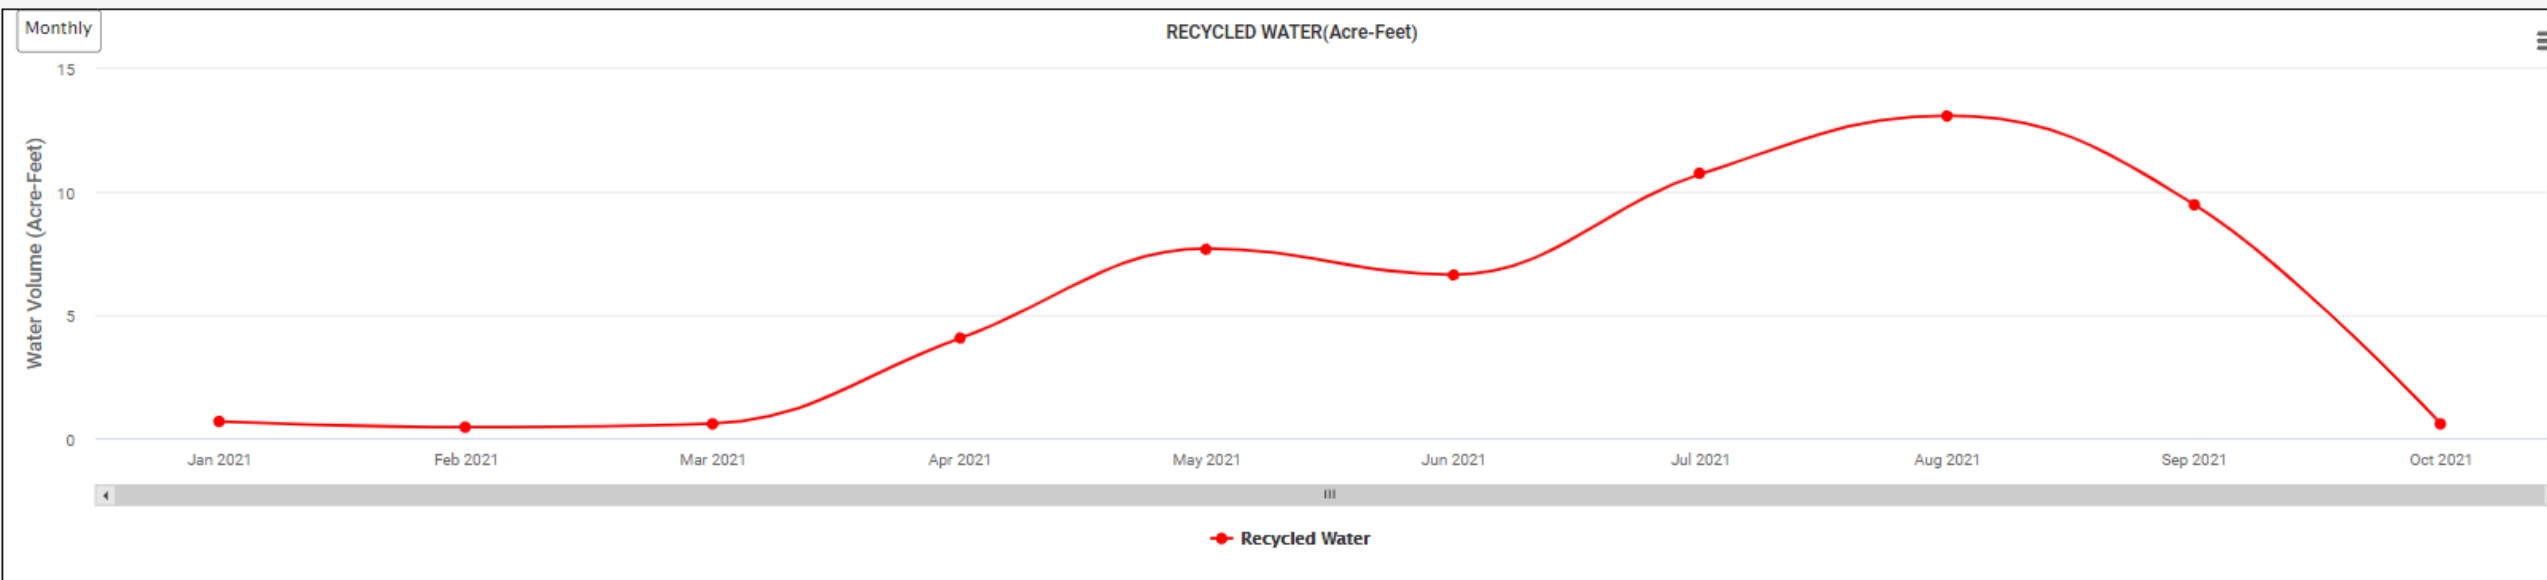 Monthly
RECYCLED WATER(Acre-Feet)
Water Volume (Acre-Feet)
15
10
5
0
Jan 2021 Feb 2021 Mar 2021 Apr 2021 May 2021 Jun 2021 Jul 2021 Aug 2021 Sep 2021 Oct 2021
Recycled Water